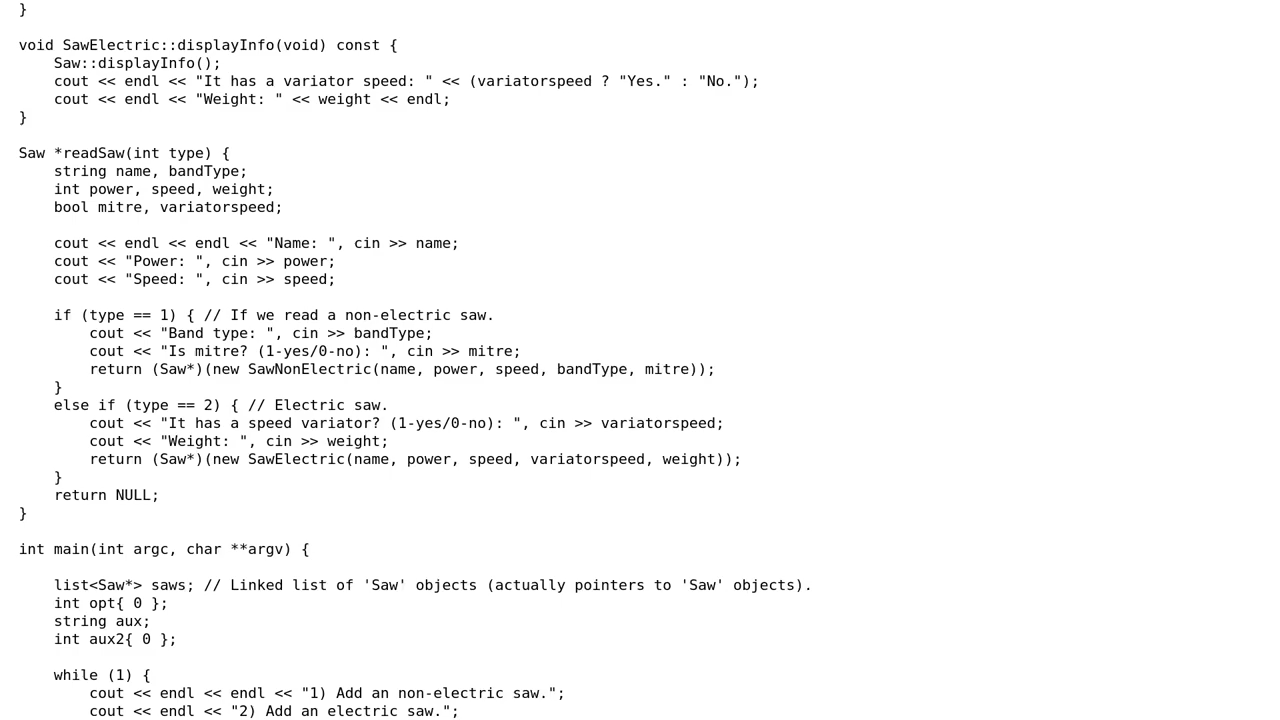 }

void SawElectric::displayInfo(void) const {
    Saw::displayInfo();
    cout << endl << "It has a variator speed: " << (variatorspeed ? "Yes." : "No.");
    cout << endl << "Weight: " << weight << endl;
}

Saw *readSaw(int type) {
    string name, bandType;
    int power, speed, weight;
    bool mitre, variatorspeed;

    cout << endl << endl << "Name: ", cin >> name;
    cout << "Power: ", cin >> power;
    cout << "Speed: ", cin >> speed;

    if (type == 1) { // If we read a non-electric saw.
        cout << "Band type: ", cin >> bandType;
        cout << "Is mitre? (1-yes/0-no): ", cin >> mitre;
        return (Saw*)(new SawNonElectric(name, power, speed, bandType, mitre));
    }
    else if (type == 2) { // Electric saw.
        cout << "It has a speed variator? (1-yes/0-no): ", cin >> variatorspeed;
        cout << "Weight: ", cin >> weight;
        return (Saw*)(new SawElectric(name, power, speed, variatorspeed, weight));
    }
    return NULL;
}

int main(int argc, char **argv) {

    list<Saw*> saws; // Linked list of 'Saw' objects (actually pointers to 'Saw' objects).
    int opt{ 0 };
    string aux;
    int aux2{ 0 };

    while (1) {
        cout << endl << endl << "1) Add an non-electric saw.";
        cout << endl << "2) Add an electric saw.";